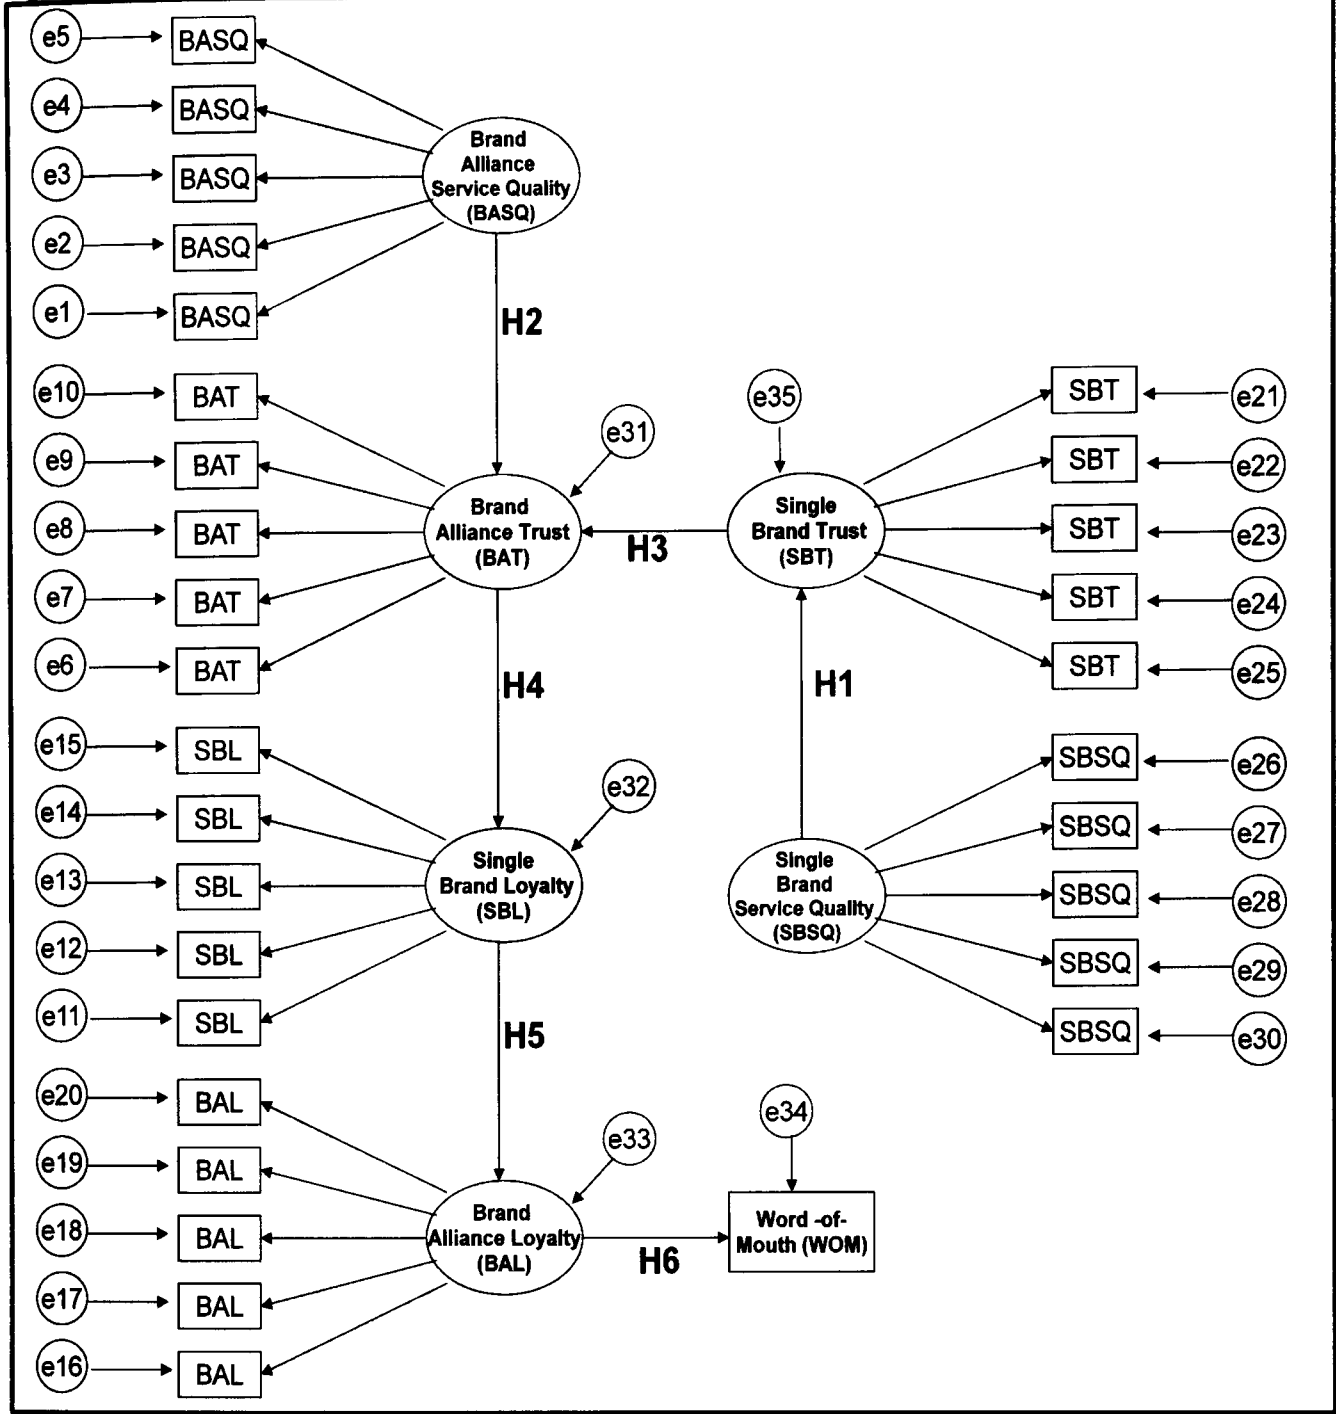 e5
BASQ
e4
BASQ
e3
BASQ
e2
BASQ
e1
BASQ
Brand
Alliance
Service Quality
(BASQ)
H2
e10
BAT
e9
BAT
e8
BAT
e7
BAT
e6
BAT
e31
Brand
Alliance Trust
(BAT)
H3
e35
Single
Brand Trust
(SBT)
SBT
e21
SBT
e22
SBT
e23
SBT
e24
SBT
e25
H4
H1
e15
SBL
e14
SBL
e13
SBL
e12
SBL
e11
SBL
e32
Single
Brand Loyalty
(SBL)
Single
Brand
Service Quality
(SBSQ)
SBSQ
e26
SBSQ
e27
SBSQ
e28
SBSQ
e29
SBSQ
e30
H5
e20
BAL
e19
BAL
e18
BAL
e17
BAL
e16
BAL
e33
Brand
Alliance Loyalty
(BAL)
H6
e34
Word -of-
Mouth (WOM)